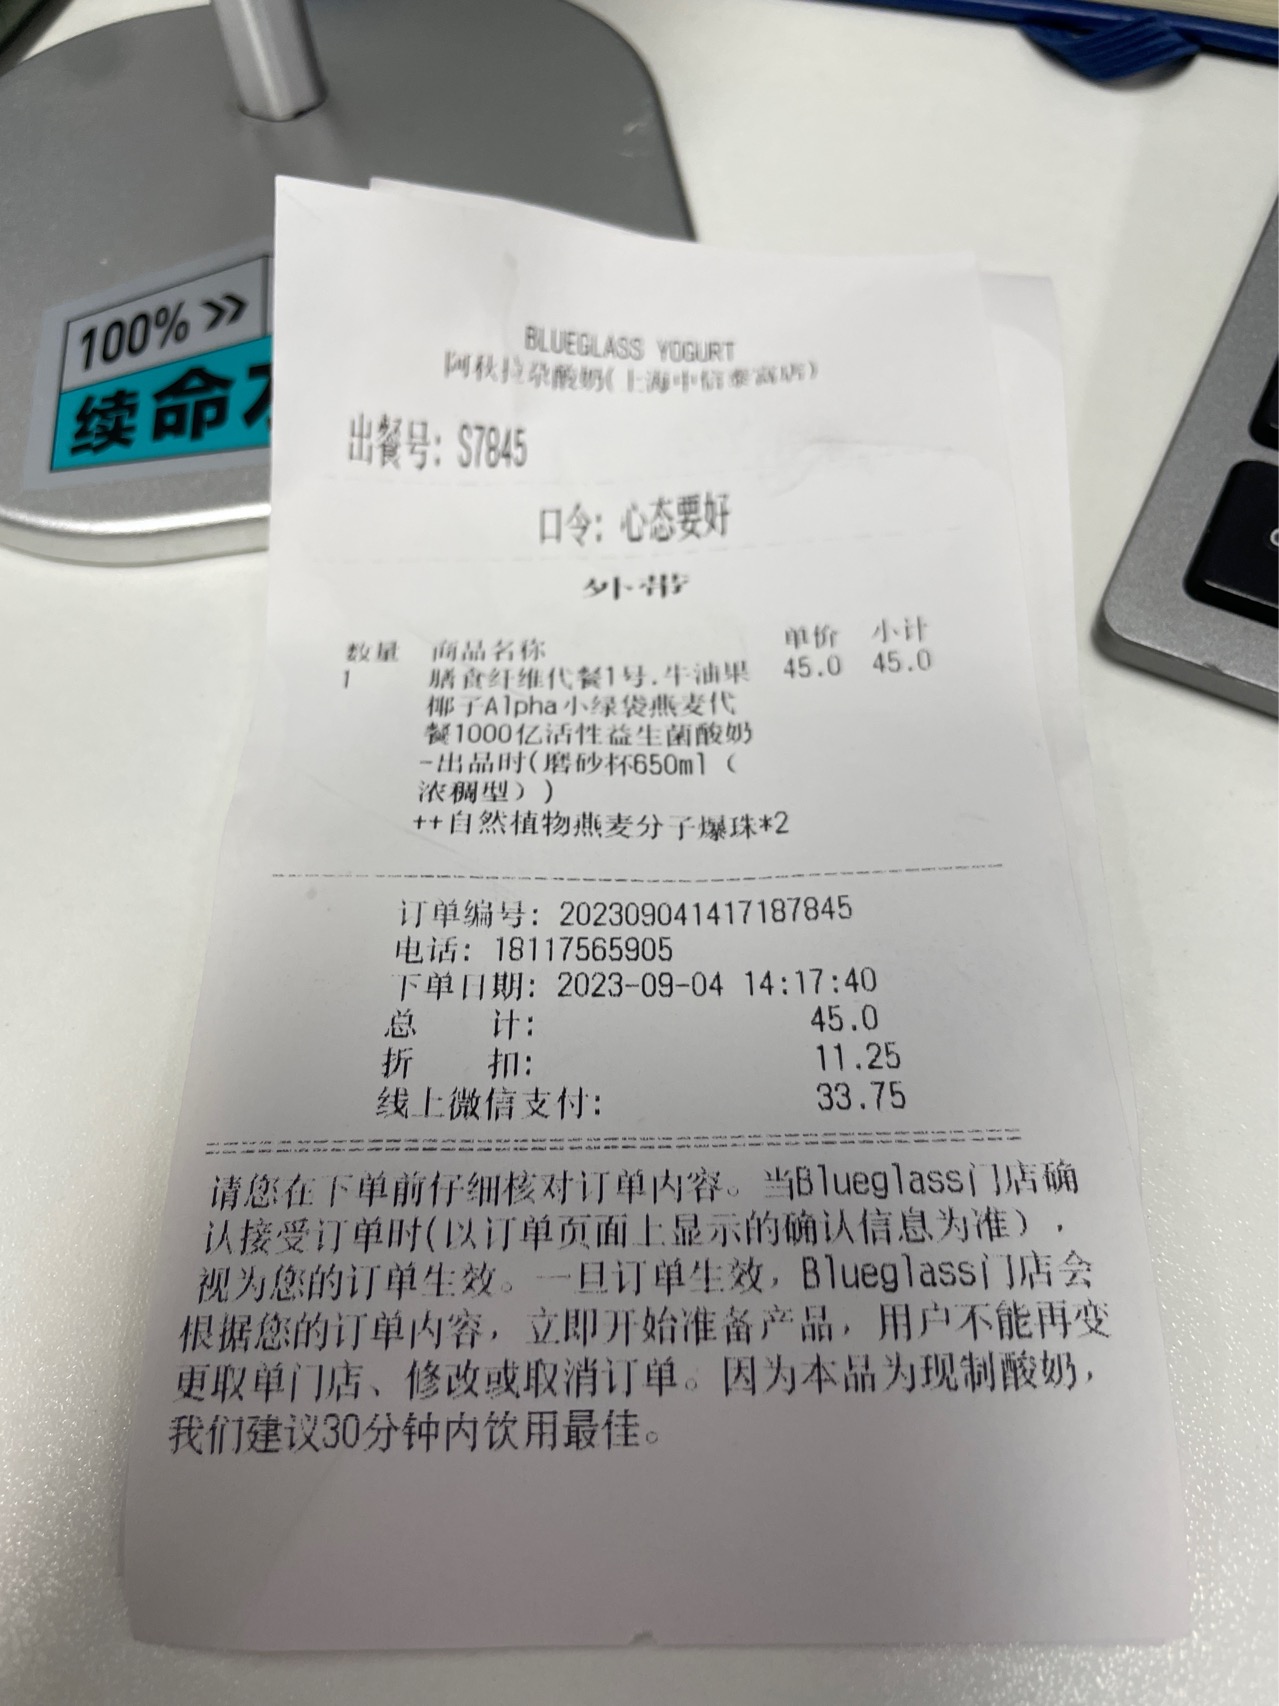 100% »
续命
BLUEGLASS YOGURT
阿秋拉尕酸奶(上海中信泰富店)
出餐号: S7845
口令: 心态要好
外带
数量 商品名称 单价 小计
1 膳食纤维代餐1号.牛油果 45.0 45.0
椰子Alpha小绿袋燕麦代
餐1000亿活性益生菌酸奶
-出品时(磨砂杯650ml (
浓稠型) )
++自然植物燕麦分子爆珠*2
订单编号: 202309041417187845
电话: 18117565905
下单日期: 2023-09-04 14:17:40
总 计: 45.0
折 扣: 11.25
线上微信支付: 33.75
请您在下单前仔细核对订单内容。当Blueglass门店确
认接受订单时(以订单页面上显示的确认信息为准),
视为您的订单生效。一旦订单生效，Blueglass门店会
根据您的订单内容，立即开始准备产品，用户不能再变
更取单门店、修改或取消订单。因为本品为现制酸奶，
我们建议30分钟内饮用最佳。